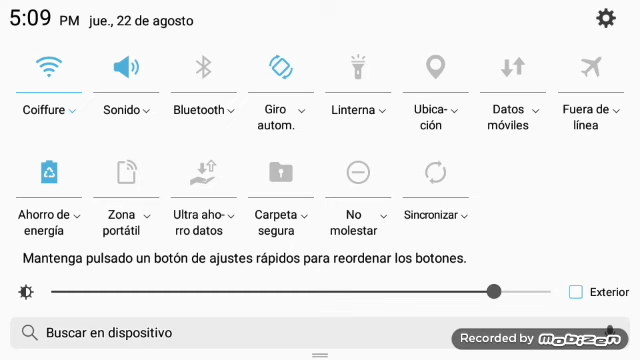 5:09 PM jue., 22 de agosto
Coiffure Sonido Bluetooth Giro autom. Linterna Ubica-ción Datos móviles Fuera de línea
Ahorro de energía Zona portátil Ultra aho-rro datos Carpeta segura No molestar Sincronizar
Mantenga pulsado un botón de ajustes rápidos para reordenar los botones.
Exterior
Buscar en dispositivo
Recorded by mobizen